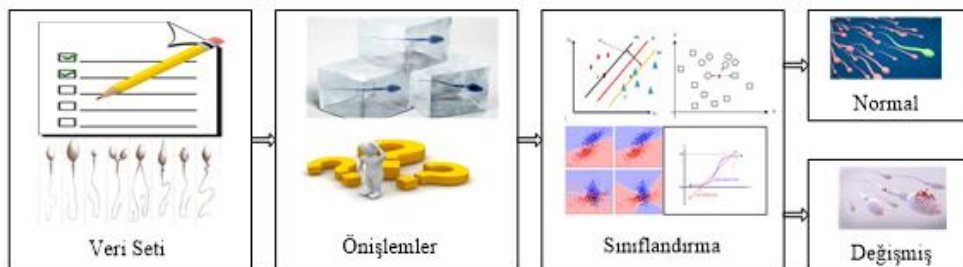 Veri Seti
Önişlemler
Sınıflandırma
Normal
Değişmiş